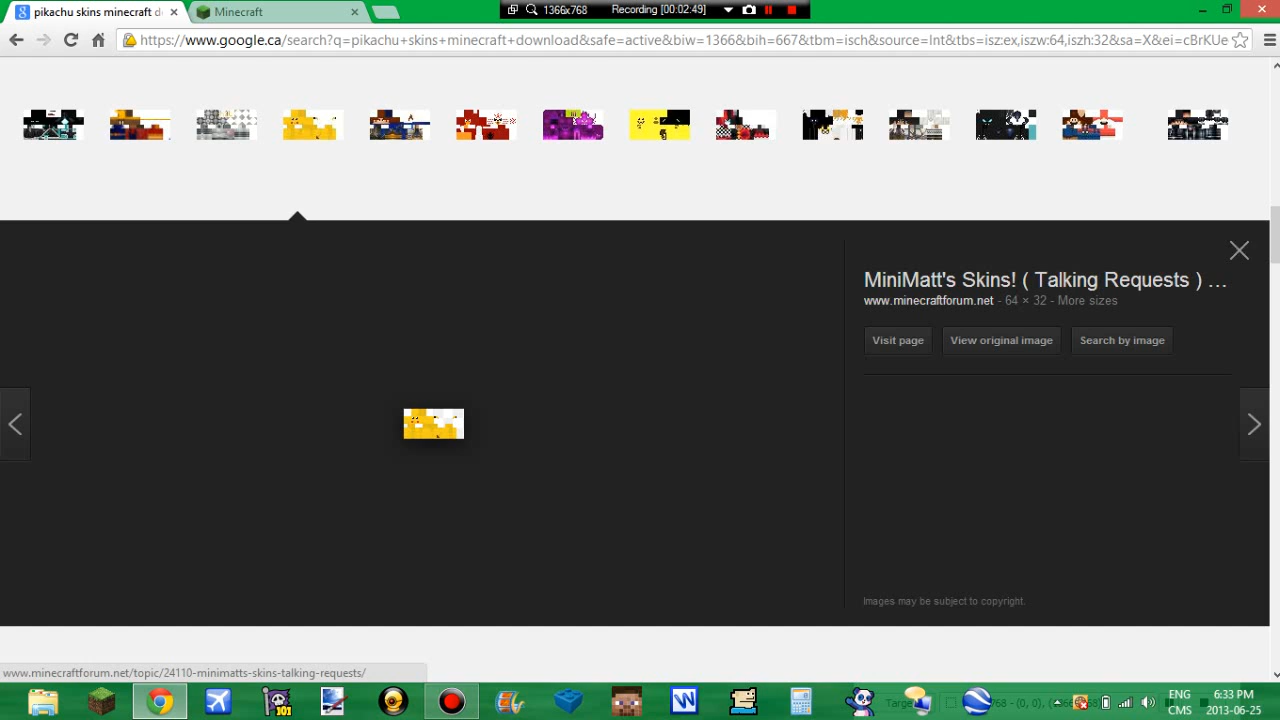 pikachu skins minecraft d
Minecraft
1366x768
Recording [00:02:49]
https://www.google.ca/search?q=pikachu+skins+minecraft+download&safe=active&biw=1366&bih=667&tbm=isch&source=lnt&tbs=isz:ex,iszw:64,iszh:32&sa=X&ei=cBrKUe
MiniMatt's Skins! ( Talking Requests ) ...
www.minecraftforum.net - 64 × 32 - More sizes
Visit page
View original image
Search by image
Images may be subject to copyright.
www.minecraftforum.net/topic/24110-minimatts-skins-talking-requests/
101
W
ENG
6:33 PM
CMS
2013-06-25